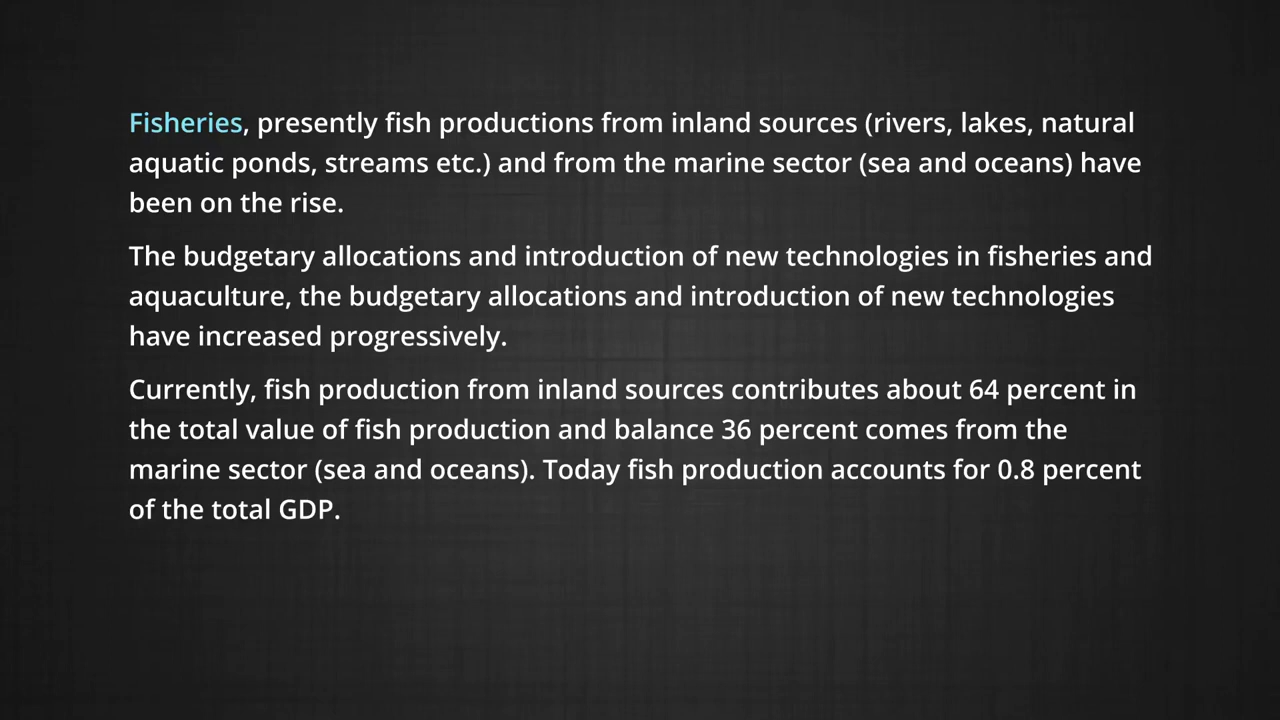 Fisheries, presently fish productions from inland sources (rivers, lakes, natural
aquatic ponds, streams etc.) and from the marine sector (sea and oceans) have
been on the rise.
The budgetary allocations and introduction of new technologies in fisheries and
aquaculture, the budgetary allocations and introduction of new technologies
have increased progressively.
Currently, fish production from inland sources contributes about 64 percent in
the total value of fish production and balance 36 percent comes from the
marine sector (sea and oceans). Today fish production accounts for 0.8 percent
of the total GDP.